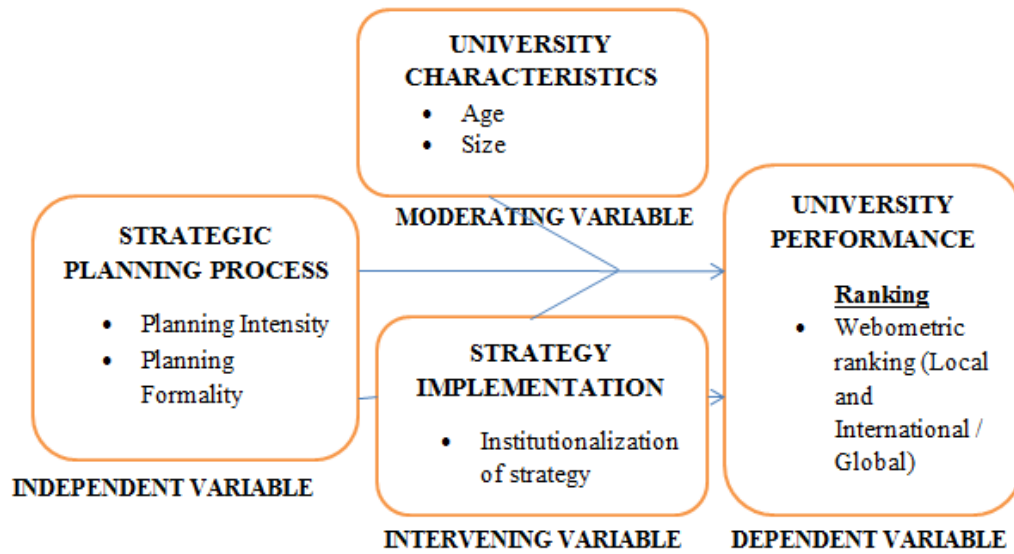 UNIVERSITY
CHARACTERISTICS
• Age
• Size
MODERATING VARIABLE
STRATEGIC
PLANNING PROCESS
• Planning Intensity
• Planning
Formality
INDEPENDENT VARIABLE
STRATEGY
IMPLEMENTATION
• Institutionalization
of strategy
INTERVENING VARIABLE
UNIVERSITY
PERFORMANCE
Ranking
• Webometric
ranking (Local
and
International /
Global)
DEPENDENT VARIABLE